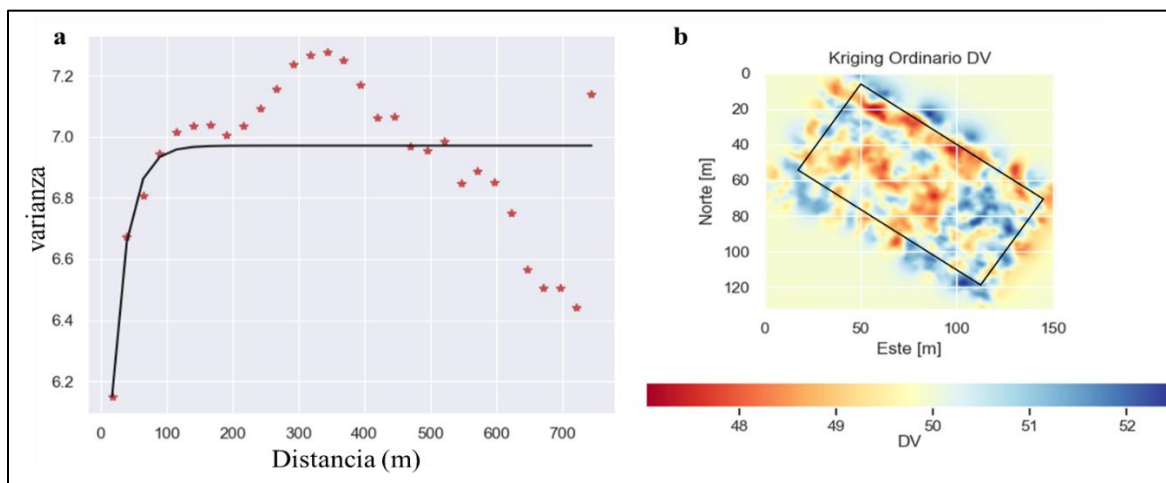 a
7.2
7.0
6.8
6.6
6.4
6.2
varianza
0 100 200 300 400 500 600 700
Distancia (m)
b
Kriging Ordinario DV
0
20
40
60
80
100
120
Norte [m]
0 50 100 150
Este [m]
48 49 50 51 52
DV